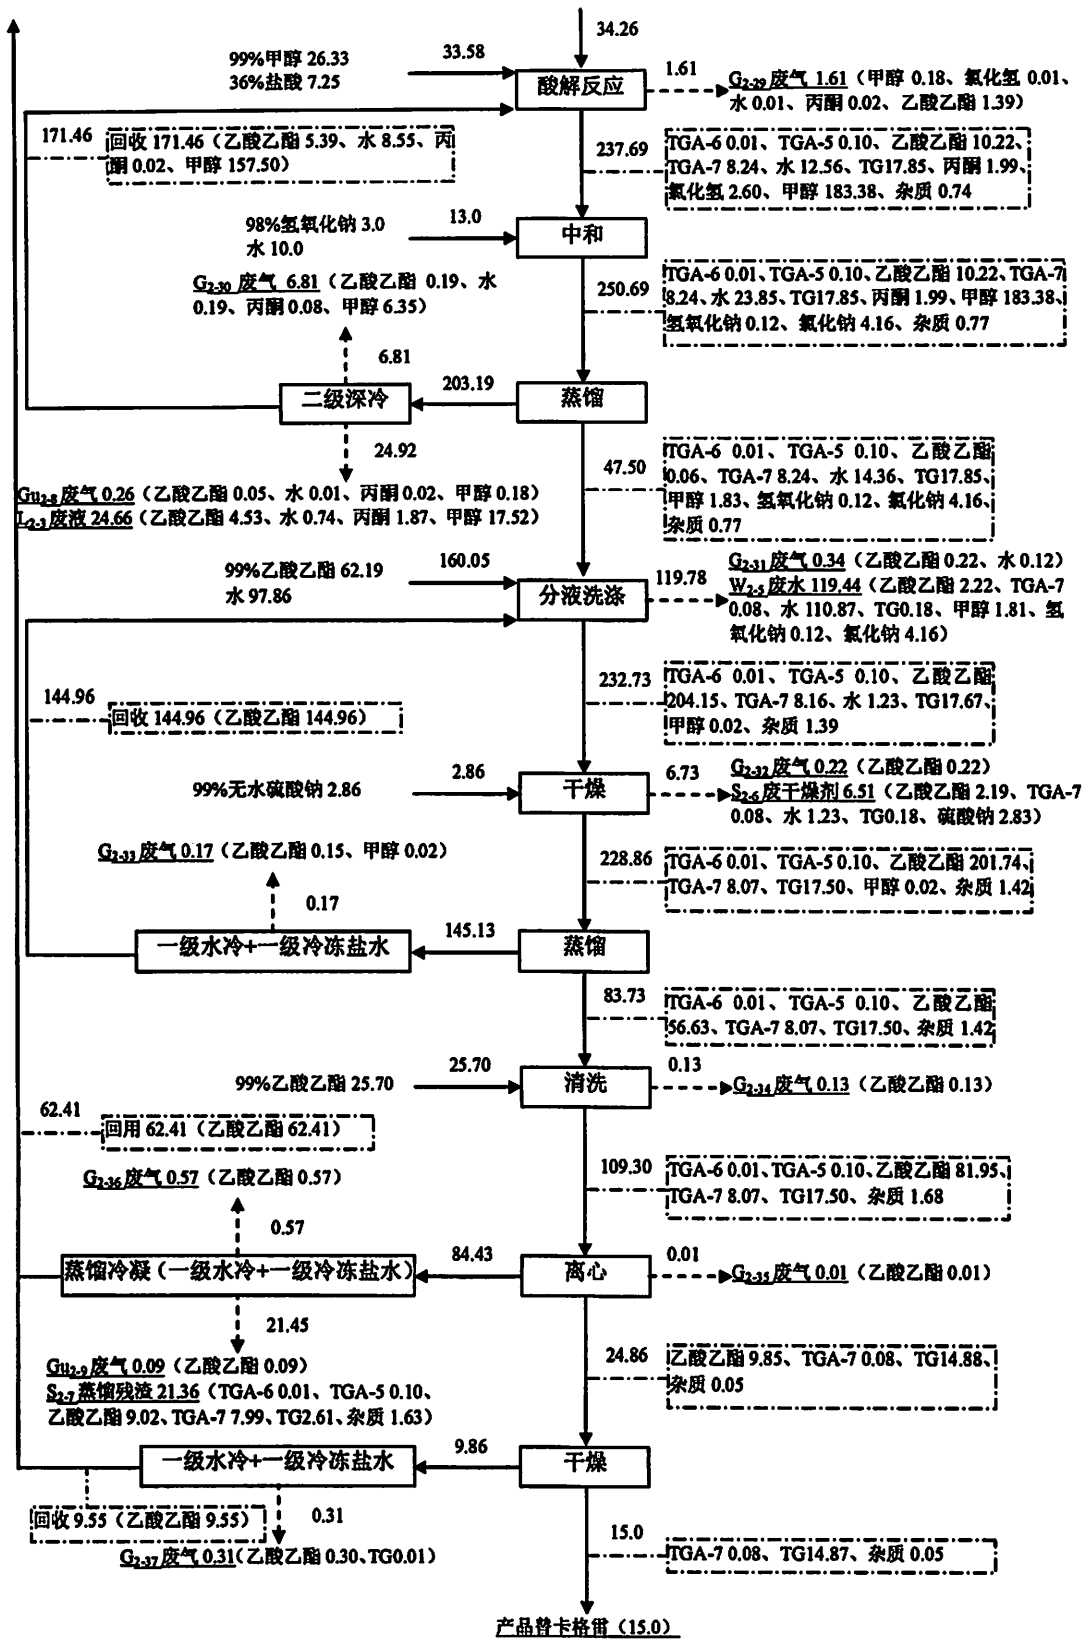 34.26
99%甲醇 26.33
36%盐酸 7.25
33.58
酸解反应
1.61
G2-29废气 1.61（甲醇 0.18、氯化氢 0.01、
水 0.01、丙酮 0.02、乙酸乙酯 1.39）
171.46
回收 171.46（乙酸乙酯 5.39、水 8.55、丙
酮 0.02、甲醇 157.50）
237.69
TGA-6 0.01、TGA-5 0.10、乙酸乙酯 10.22、
TGA-7 8.24、水 12.56、TG17.85、丙酮 1.99、
氯化氢 2.60、甲醇 183.38、杂质 0.74
98%氢氧化钠 3.0
水 10.0
13.0
中和
G2-30 废气 6.81（乙酸乙酯 0.19、水
0.19、丙酮 0.08、甲醇 6.35）
250.69
TGA-6 0.01、TGA-5 0.10、乙酸乙酯 10.22、TGA-7
8.24、水 23.85、TG17.85、丙酮 1.99、甲醇 183.38、
氢氧化钠 0.12、氯化钠 4.16、杂质 0.77
6.81
二级深冷
203.19
蒸馏
24.92
Gu2-8 废气 0.26（乙酸乙酯 0.05、水 0.01、丙酮 0.02、甲醇 0.18）
L2-3 废液 24.66（乙酸乙酯 4.53、水 0.74、丙酮 1.87、甲醇 17.52）
47.50
TGA-6 0.01、TGA-5 0.10、乙酸乙酯
0.06、TGA-7 8.24、水 14.36、TG17.85、
甲醇 1.83、氢氧化钠 0.12、氯化钠 4.16、
杂质 0.77
99%乙酸乙酯 62.19
水 97.86
160.05
分液洗涤
119.78
G2-31 废气 0.34（乙酸乙酯 0.22、水 0.12）
W2-5 废水 119.44（乙酸乙酯 2.22、TGA-7
0.08、水 110.87、TG0.18、甲醇 1.81、氢
氧化钠 0.12、氯化钠 4.16）
144.96
回收 144.96（乙酸乙酯 144.96）
232.73
TGA-6 0.01、TGA-5 0.10、乙酸乙酯
204.15、TGA-7 8.16、水 1.23、TG17.67、
甲醇 0.02、杂质 1.39
99%无水硫酸钠 2.86
2.86
干燥
6.73
G2-32 废气 0.22（乙酸乙酯 0.22）
S2-6 废干燥剂 6.51（乙酸乙酯 2.19、TGA-7
0.08、水 1.23、TG0.18、硫酸钠 2.83）
G2-33 废气 0.17（乙酸乙酯 0.15、甲醇 0.02）
0.17
228.86
TGA-6 0.01、TGA-5 0.10、乙酸乙酯 201.74、
TGA-7 8.07、TG17.50、甲醇 0.02、杂质 1.42
一级水冷+一级冷冻盐水
145.13
蒸馏
83.73
TGA-6 0.01、TGA-5 0.10、乙酸乙酯
56.63、TGA-7 8.07、TG17.50、杂质 1.42
99%乙酸乙酯 25.70
25.70
清洗
0.13
G2-34 废气 0.13（乙酸乙酯 0.13）
62.41
回用 62.41（乙酸乙酯 62.41）
G2-36 废气 0.57（乙酸乙酯 0.57）
0.57
109.30
TGA-6 0.01、TGA-5 0.10、乙酸乙酯 81.95、
TGA-7 8.07、TG17.50、杂质 1.68
蒸馏冷凝（一级水冷+一级冷冻盐水）
84.43
离心
0.01
G2-35 废气 0.01（乙酸乙酯 0.01）
21.45
Gu2-9 废气 0.09（乙酸乙酯 0.09）
S2-7 蒸馏残渣 21.36（TGA-6 0.01、TGA-5 0.10、
乙酸乙酯 9.02、TGA-7 7.99、TG2.61、杂质 1.63）
24.86
乙酸乙酯 9.85、TGA-7 0.08、TG14.88、
杂质 0.05
一级水冷+一级冷冻盐水
9.86
干燥
回收 9.55（乙酸乙酯 9.55）
0.31
G2-37 废气 0.31（乙酸乙酯 0.30、TG0.01）
15.0
TGA-7 0.08、TG14.87、杂质 0.05
产品替卡格雷（15.0）